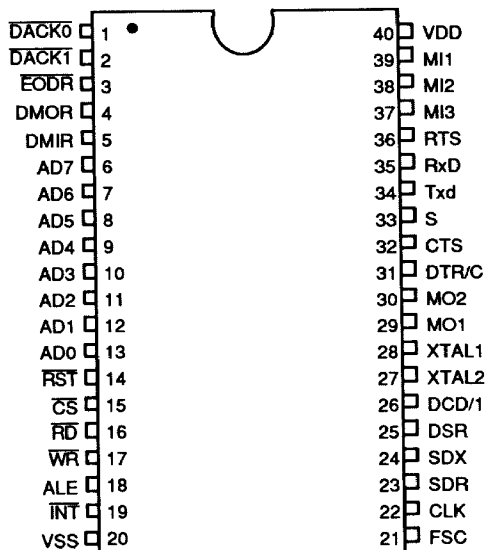 DACK0 1 40 VDD
DACK1 2 39 MI1
EODR 3 38 MI2
DMOR 4 37 MI3
DMIR 5 36 RTS
AD7 6 35 RxD
AD6 7 34 Txd
AD5 8 33 S
AD4 9 32 CTS
AD3 10 31 DTR/C
AD2 11 30 MO2
AD1 12 29 MO1
AD0 13 28 XTAL1
RST 14 27 XTAL2
CS 15 26 DCD/1
RD 16 25 DSR
WR 17 24 SDX
ALE 18 23 SDR
INT 19 22 CLK
VSS 20 21 FSC